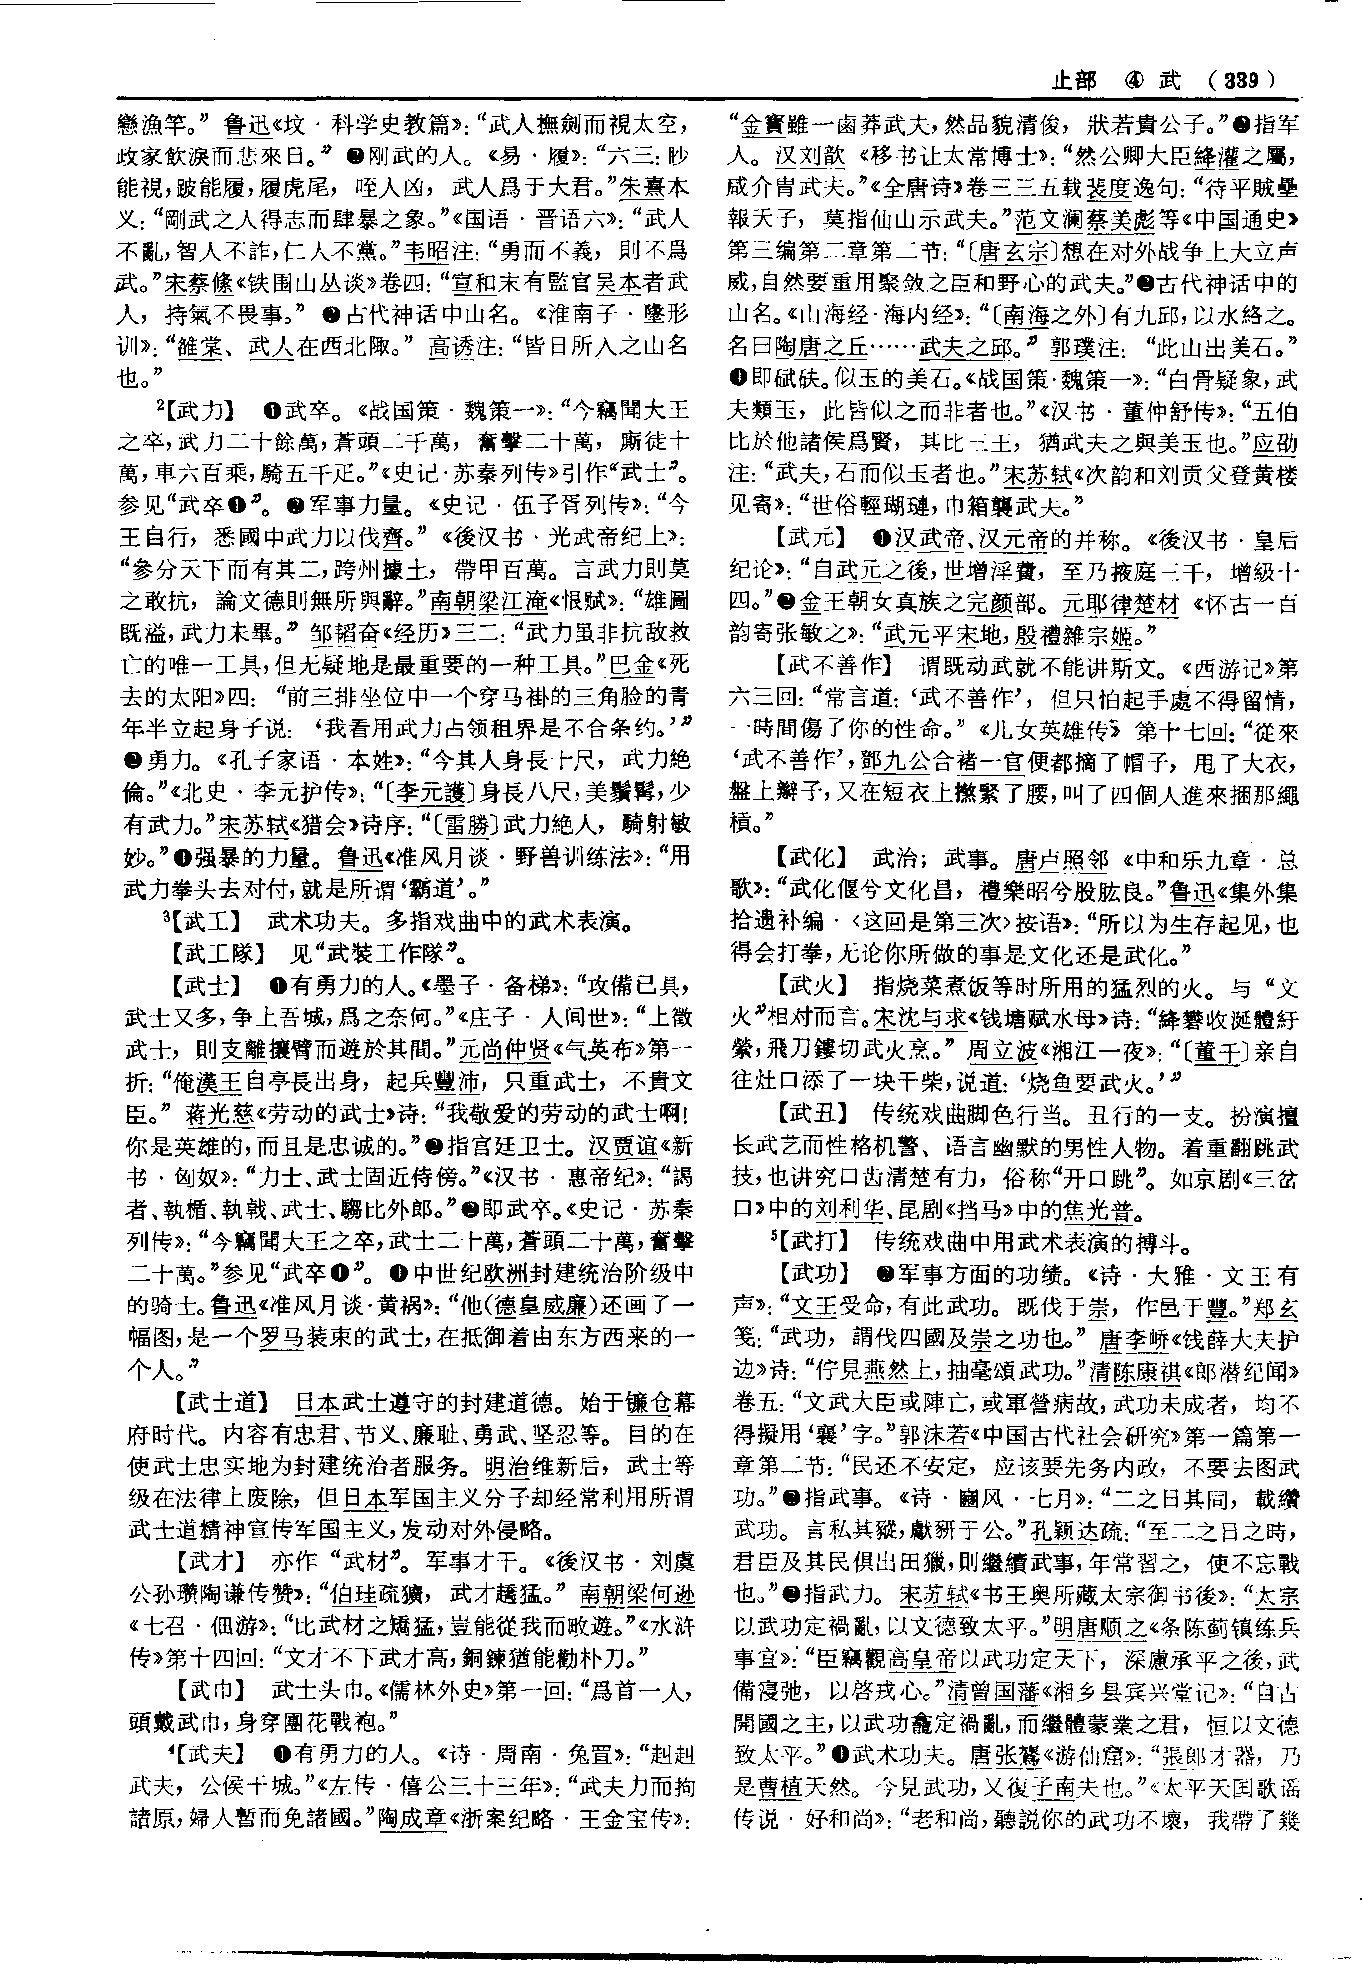 止部 ④ 武 （339）
戀漁竿。” 鲁迅《坟·科学史教篇》：“武人撫劍而視太空，
政家飲淚而悲來日。” ❷刚武的人。《易·履》：“六三：眇
能視，跛能履，履虎尾，咥人凶，武人爲于大君。”朱熹本
义：“剛武之人得志而肆暴之象。”《国语·晋语六》：“武人
不亂，智人不詐，仁人不黨。”韦昭注：“勇而不義，則不爲
武。”宋蔡絛《铁围山丛谈》卷四：“宣和末有監官吴本者武
人，持氣不畏事。” ❸古代神话中山名。《淮南子·墬形
训》：“雒棠、武人在西北陬。” 高诱注：“皆日所入之山名
也。”
²【武力】 ❶武卒。《战国策·魏策一》：“今竊聞大王
之卒，武力二十餘萬，蒼頭二千萬，奮擊二十萬，廝徒十
萬，車六百乘，騎五千疋。”《史记·苏秦列传》引作“武士”。
参见“武卒❶”。❷军事力量。《史记·伍子胥列传》：“今
王自行，悉國中武力以伐齊。”《後汉书·光武帝纪上》：
“參分天下而有其二，跨州據土，帶甲百萬。言武力則莫
之敢抗，論文德則無所與辭。”南朝梁江淹《恨赋》：“雄圖
既溢，武力未畢。” 邹韬奋《经历》三二：“武力虽非抗敌救
亡的唯一工具，但无疑地是最重要的一种工具。”巴金《死
去的太阳》四：“前三排坐位中一个穿马褂的三角脸的青
年半立起身子说：‘我看用武力占领租界是不合条约。’”
❸勇力。《孔子家语·本姓》：“今其人身長十尺，武力絶
倫。”《北史·李元护传》：“〔李元護〕身長八尺，美鬚髯，少
有武力。”宋苏轼《猎会》诗序：“〔雷勝〕武力絶人，騎射敏
妙。”❹强暴的力量。鲁迅《准风月谈·野兽训练法》：“用
武力拳头去对付，就是所谓‘霸道’。”
³【武工】 武术功夫。多指戏曲中的武术表演。
【武工隊】 见“武装工作隊”。
【武士】 ❶有勇力的人。《墨子·备梯》：“攻備已具，
武士又多，争上吾城，爲之奈何。”《庄子·人间世》：“上徵
武士，則支離攘臂而遊於其間。”元尚仲贤《气英布》第一
折：“俺漢王自亭長出身，起兵豐沛，只重武士，不貴文
臣。” 蒋光慈《劳动的武士》诗：“我敬爱的劳动的武士啊！
你是英雄的，而且是忠诚的。”❷指宫廷卫士。汉贾谊《新
书·匈奴》：“力士、武士固近侍傍。”《汉书·惠帝纪》：“謁
者、執楯、執戟、武士、騶比外郎。”❸即武卒。《史记·苏秦
列传》：“今竊聞大王之卒，武士二十萬，蒼頭二十萬，奮擊
二十萬。”参见“武卒❶”。❹中世纪欧洲封建统治阶级中
的骑士。鲁迅《准风月谈·黄祸》：“他（德皇威廉）还画了一
幅图，是一个罗马装束的武士，在抵御着由东方西来的一
个人。”
【武士道】 日本武士遵守的封建道德。始于镰仓幕
府时代。内容有忠君、节义、廉耻、勇武、坚忍等。目的在
使武士忠实地为封建统治者服务。明治维新后，武士等
级在法律上废除，但日本军国主义分子却经常利用所谓
武士道精神宣传军国主义，发动对外侵略。
【武才】 亦作“武材”。军事才干。《後汉书·刘虞
公孙瓒陶谦传赞》：“伯珪疏獷，武才趫猛。” 南朝梁何逊
《七召·佃游》：“比武材之矯猛，豈能從我而畋遊。”《水浒
传》第十四回：“文才不下武才高，銅鍊猶能勸朴刀。”
【武巾】 武士头巾。《儒林外史》第一回：“爲首一人，
頭戴武巾，身穿團花戰袍。”
⁴【武夫】 ❶有勇力的人。《诗·周南·兔罝》：“赳赳
武夫，公侯干城。”《左传·僖公三十三年》：“武夫力而拘
諸原，婦人暫而免諸國。”陶成章《浙案纪略·王金宝传》：
“金寶雖一鹵莽武夫，然品貌清俊，狀若貴公子。”❷指军
人。汉刘歆《移书让太常博士》：“然公卿大臣絳灌之屬，
咸介胄武夫。”《全唐诗》卷三三五载裴度逸句：“待平賊壘
報天子，莫指仙山示武夫。”范文澜蔡美彪等《中国通史》
第三编第二章第二节：“〔唐玄宗〕想在对外战争上大立声
威，自然要重用聚敛之臣和野心的武夫。”❸古代神话中的
山名。《山海经·海内经》：“〔南海之外〕有九邱，以水絡之。
名曰陶唐之丘……武夫之邱。”郭璞注：“此山出美石。”
❹即碔砆。似玉的美石。《战国策·魏策一》：“白骨疑象，武
夫類玉，此皆似之而非者也。”《汉书·董仲舒传》：“五伯
比於他諸侯爲賢，其比三王，猶武夫之與美玉也。”应劭
注：“武夫，石而似玉者也。”宋苏轼《次韵和刘贡父登黄楼
见寄》：“世俗輕瑚璉，巾箱襲武夫。”
【武元】 ❶汉武帝、汉元帝的并称。《後汉书·皇后
纪论》：“自武元之後，世增淫費，至乃掖庭三千，增級十
四。”❷金王朝女真族之完颜部。元耶律楚材《怀古一百
韵寄张敏之》：“武元平宋地，殷禮雜宗姬。”
【武不善作】 谓既动武就不能讲斯文。《西游记》第
六三回：“常言道：‘武不善作’，但只怕起手處不得留情，
一時間傷了你的性命。”《儿女英雄传》第十七回：“從來
‘武不善作’，鄧九公合褚一官便都摘了帽子，甩了大衣，
盤上辮子，又在短衣上撚緊了腰，叫了四個人進來捆那繩
槓。”
【武化】 武治；武事。唐卢照邻《中和乐九章·总
歌》：“武化偃兮文化昌，禮樂昭兮股肱良。”鲁迅《集外集
拾遗补编·〈这回是第三次〉按语》：“所以为生存起见，也
得会打拳，无论你所做的事是文化还是武化。”
【武火】 指烧菜煮饭等时所用的猛烈的火。与“文
火”相对而言。宋沈与求《钱塘赋水母》诗：“絳礬收涎體紆
縈，飛刀鏤切武火烹。” 周立波《湘江一夜》：“〔董千〕亲自
往灶口添了一块干柴，说道：‘烧鱼要武火。’”
【武丑】 传统戏曲脚色行当。丑行的一支。扮演擅
长武艺而性格机警、语言幽默的男性人物。着重翻跳武
技，也讲究口齿清楚有力，俗称“开口跳”。如京剧《三岔
口》中的刘利华、昆剧《挡马》中的焦光普。
⁵【武打】 传统戏曲中用武术表演的搏斗。
【武功】 ❶军事方面的功绩。《诗·大雅·文王有
声》：“文王受命，有此武功。既伐于崇，作邑于豐。”郑玄
笺：“武功，謂伐四國及崇之功也。” 唐李峤《饯薛大夫护
边》诗：“佇見燕然上，抽毫頌武功。”清陈康祺《郎潜纪闻》
卷五：“文武大臣或陣亡，或軍營病故，武功未成者，均不
得擬用‘襄’字。”郭沫若《中国古代社会研究》第一篇第一
章第二节：“民还不安定，应该要先务内政，不要去图武
功。”❷指武事。《诗·豳风·七月》：“二之日其同，載纘
武功。言私其豵，獻豜于公。”孔颖达疏：“至二之日之時，
君臣及其民俱出田獵，則繼續武事，年常習之，使不忘戰
也。”❸指武力。宋苏轼《书王奥所藏太宗御书後》：“太宗
以武功定禍亂，以文德致太平。”明唐顺之《条陈蓟镇练兵
事宜》：“臣竊觀高皇帝以武功定天下，深慮承平之後，武
備寖弛，以啓戎心。”清曾国藩《湘乡县宾兴堂记》：“自古
開國之主，以武功龕定禍亂，而繼體蒙業之君，恒以文德
致太平。”❹武术功夫。唐张鷟《游仙窟》：“張郎才器，乃
是曹植天然。今見武功，又復子南夫也。”《太平天国歌谣
传说·好和尚》：“老和尚，聽説你的武功不壞，我帶了幾